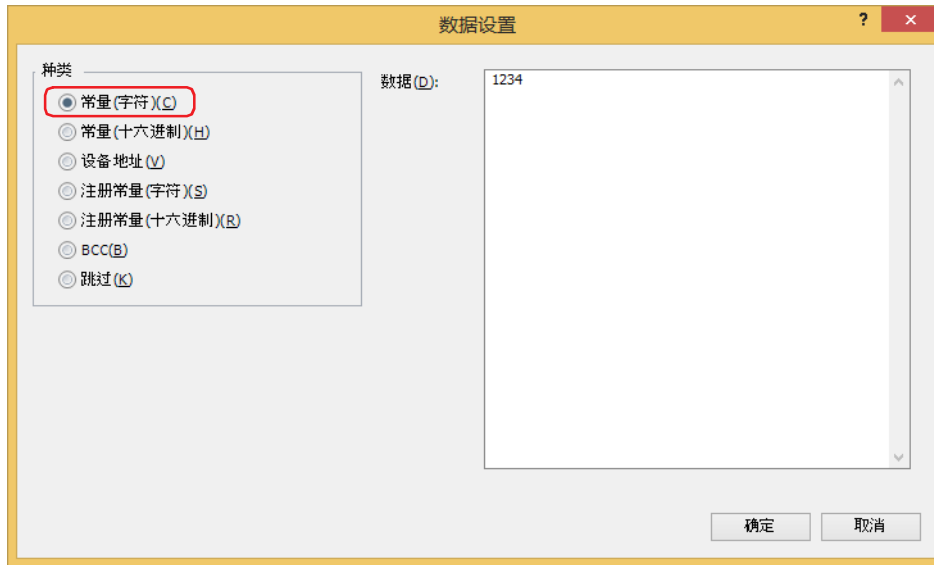 数据设置
?
×
种类
常量(字符)(C)
常量(十六进制)(H)
设备地址(V)
注册常量(字符)(S)
注册常量(十六进制)(R)
BCC(B)
跳过(K)
数据(D):
1234
确定
取消